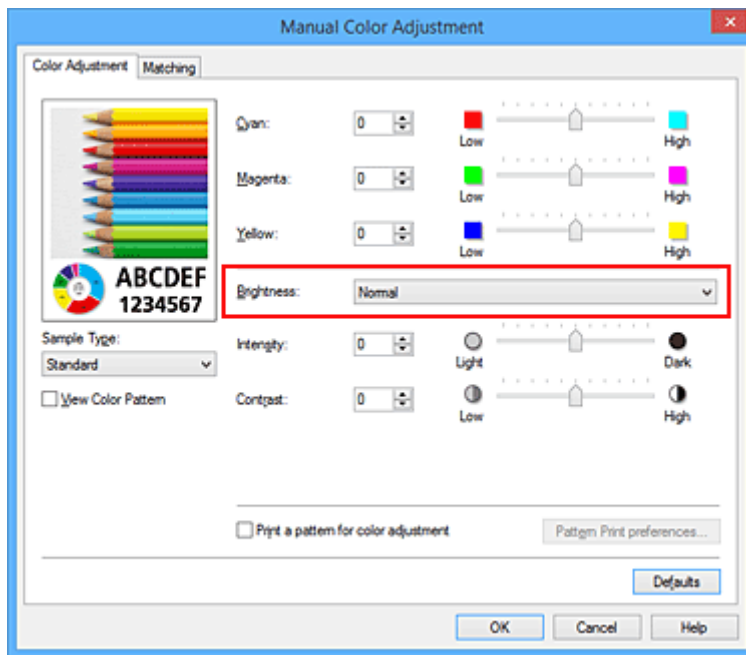 Manual Color Adjustment
Color Adjustment Matching
Cyan: 0 Low High
Magenta: 0 Low High
Yellow: 0 Low High
ABCDEF
1234567
Brightness: Normal
Sample Type:
Standard
View Color Pattern
Intensity: 0 Light Dark
Contrast: 0 Low High
Print a pattern for color adjustment Pattern Print preferences...
Defaults
OK Cancel Help